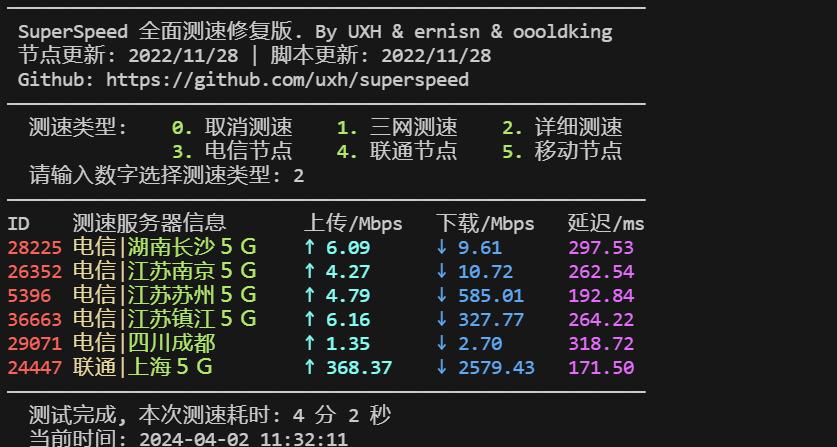 SuperSpeed 全面测速修复版. By UXH & ernisn & oooldking
节点更新: 2022/11/28 | 脚本更新: 2022/11/28
Github: https://github.com/uxh/superspeed
测速类型: 0. 取消测速 1. 三网测速 2. 详细测速
3. 电信节点 4. 联通节点 5. 移动节点
请输入数字选择测速类型: 2
ID 测速服务器信息 上传/Mbps 下载/Mbps 延迟/ms
28225 电信|湖南长沙５Ｇ ↑ 6.09 ↓ 9.61 297.53
26352 电信|江苏南京５Ｇ ↑ 4.27 ↓ 10.72 262.54
5396 电信|江苏苏州５Ｇ ↑ 4.79 ↓ 585.01 192.84
36663 电信|江苏镇江５Ｇ ↑ 6.16 ↓ 327.77 264.22
29071 电信|四川成都 ↑ 1.35 ↓ 2.70 318.72
24447 联通|上海５Ｇ ↑ 368.37 ↓ 2579.43 171.50
测试完成, 本次测速耗时: 4 分 2 秒
当前时间: 2024-04-02 11:32:11